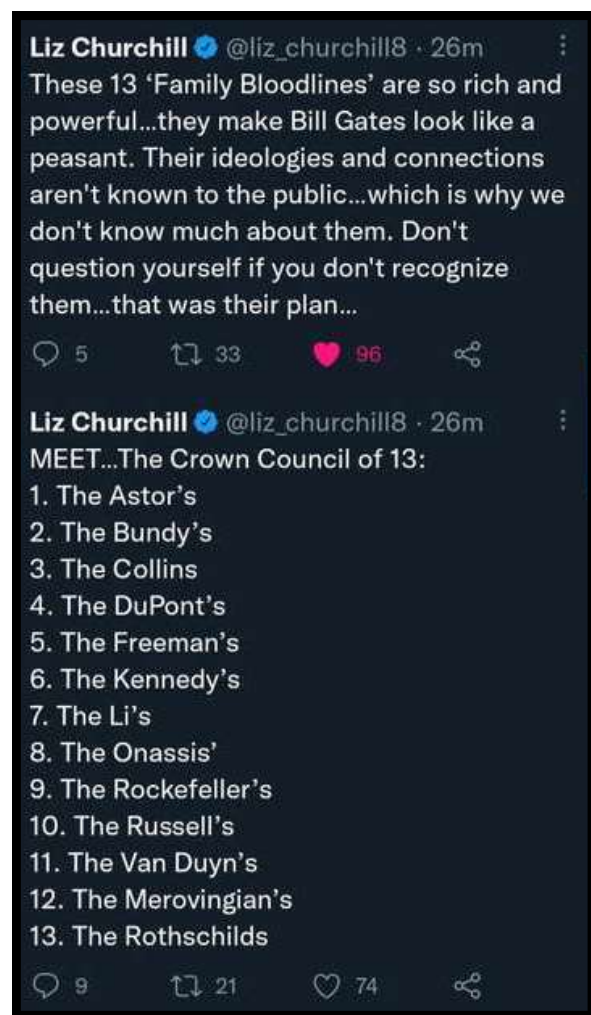 Liz Churchill @liz_churchill8 · 26m
These 13 ‘Family Bloodlines’ are so rich and
powerful...they make Bill Gates look like a
peasant. Their ideologies and connections
aren't known to the public...which is why we
don't know much about them. Don't
question yourself if you don't recognize
them...that was their plan...
5 33 96
Liz Churchill @liz_churchill8 · 26m
MEET...The Crown Council of 13:
1. The Astor’s
2. The Bundy’s
3. The Collins
4. The DuPont’s
5. The Freeman’s
6. The Kennedy’s
7. The Li’s
8. The Onassis’
9. The Rockefeller’s
10. The Russell’s
11. The Van Duyn’s
12. The Merovingian’s
13. The Rothschilds
9 21 74